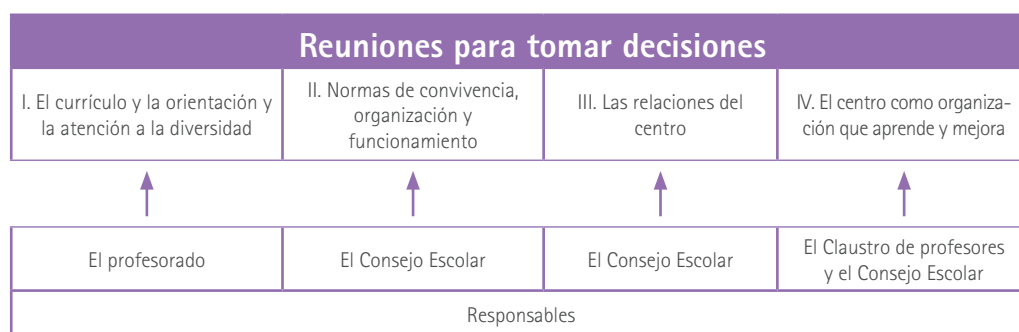 Reuniones para tomar decisiones
I. El currículo y la orientación y
la atención a la diversidad
II. Normas de convivencia,
organización y
funcionamiento
III. Las relaciones del
centro
IV. El centro como organiza-
ción que aprende y mejora
El profesorado
El Consejo Escolar
El Consejo Escolar
El Claustro de profesores
y el Consejo Escolar
Responsables